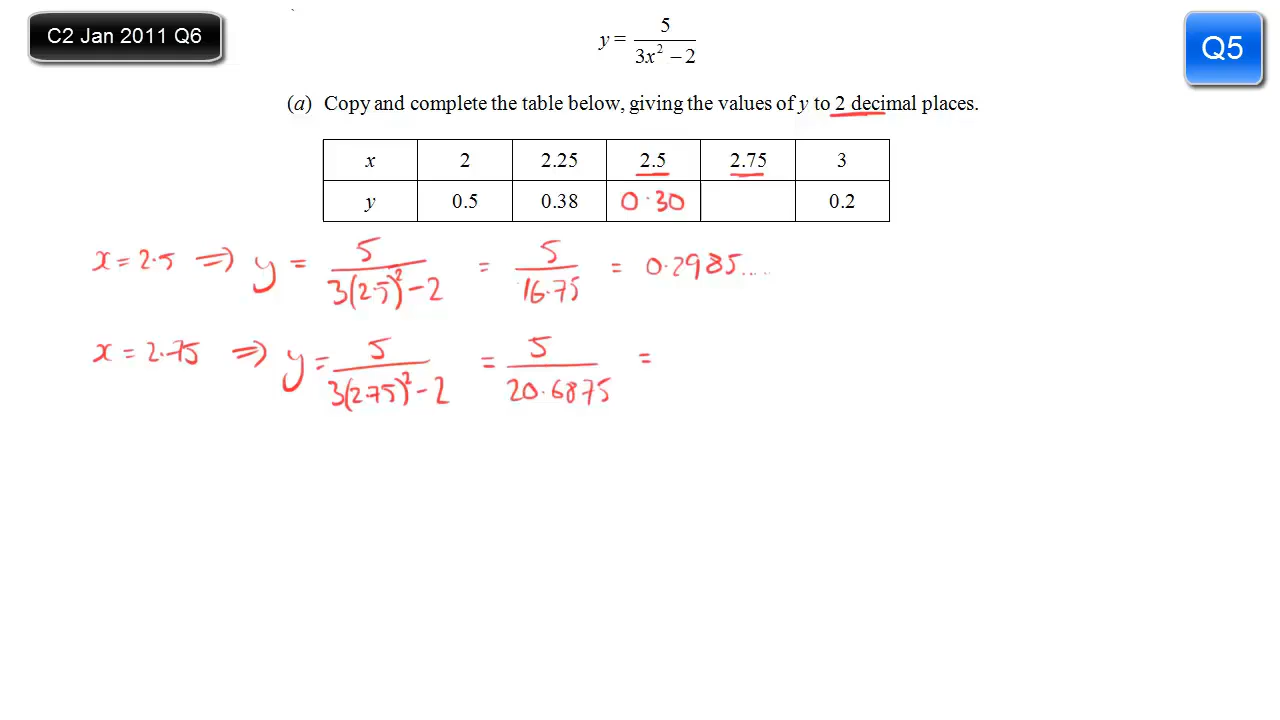 C2 Jan 2011 Q6
y = 5/(3x² − 2)
Q5
(a) Copy and complete the table below, giving the values of y to 2 decimal places.
x 2 2.25 2.5 2.75 3
y 0.5 0.38 0.30 0.2
x = 2.5 ⇒ y = 5/(3(2.5)² − 2) = 5/16.75 = 0.2985.....
x = 2.75 ⇒ y = 5/(3(2.75)² − 2) = 5/20.6875 =